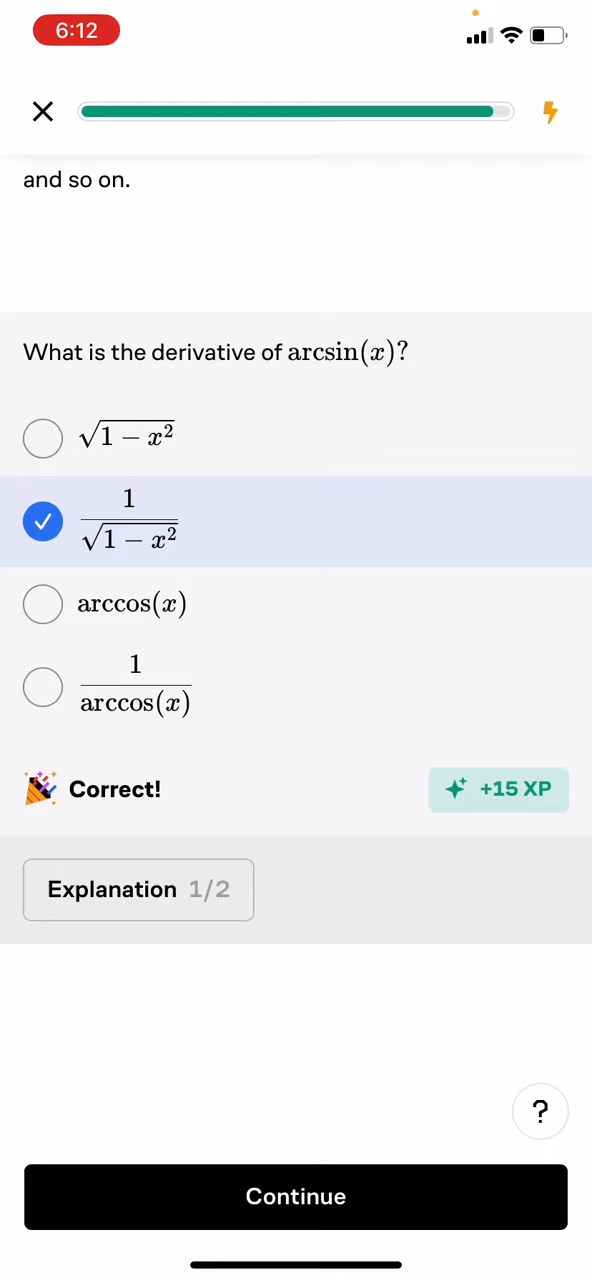 6:12
and so on.
What is the derivative of arcsin(x)?
√1 − x²
1
√1 − x²
arccos(x)
1
arccos(x)
Correct!
+15 XP
Explanation 1/2
?
Continue